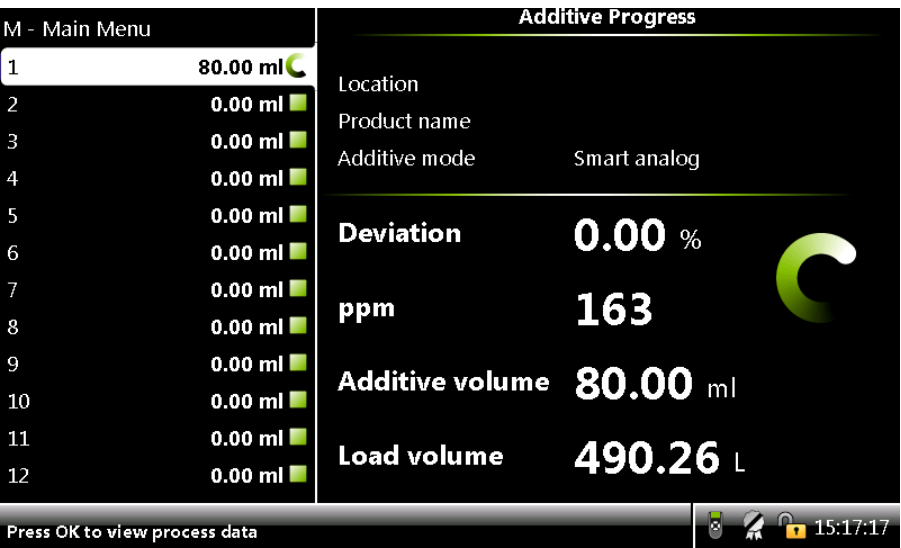 M - Main Menu
1 80.00 ml
2 0.00 ml
3 0.00 ml
4 0.00 ml
5 0.00 ml
6 0.00 ml
7 0.00 ml
8 0.00 ml
9 0.00 ml
10 0.00 ml
11 0.00 ml
12 0.00 ml
Additive Progress
Location
Product name
Additive mode Smart analog
Deviation 0.00 %
ppm 163
Additive volume 80.00 ml
Load volume 490.26 L
Press OK to view process data
15:17:17